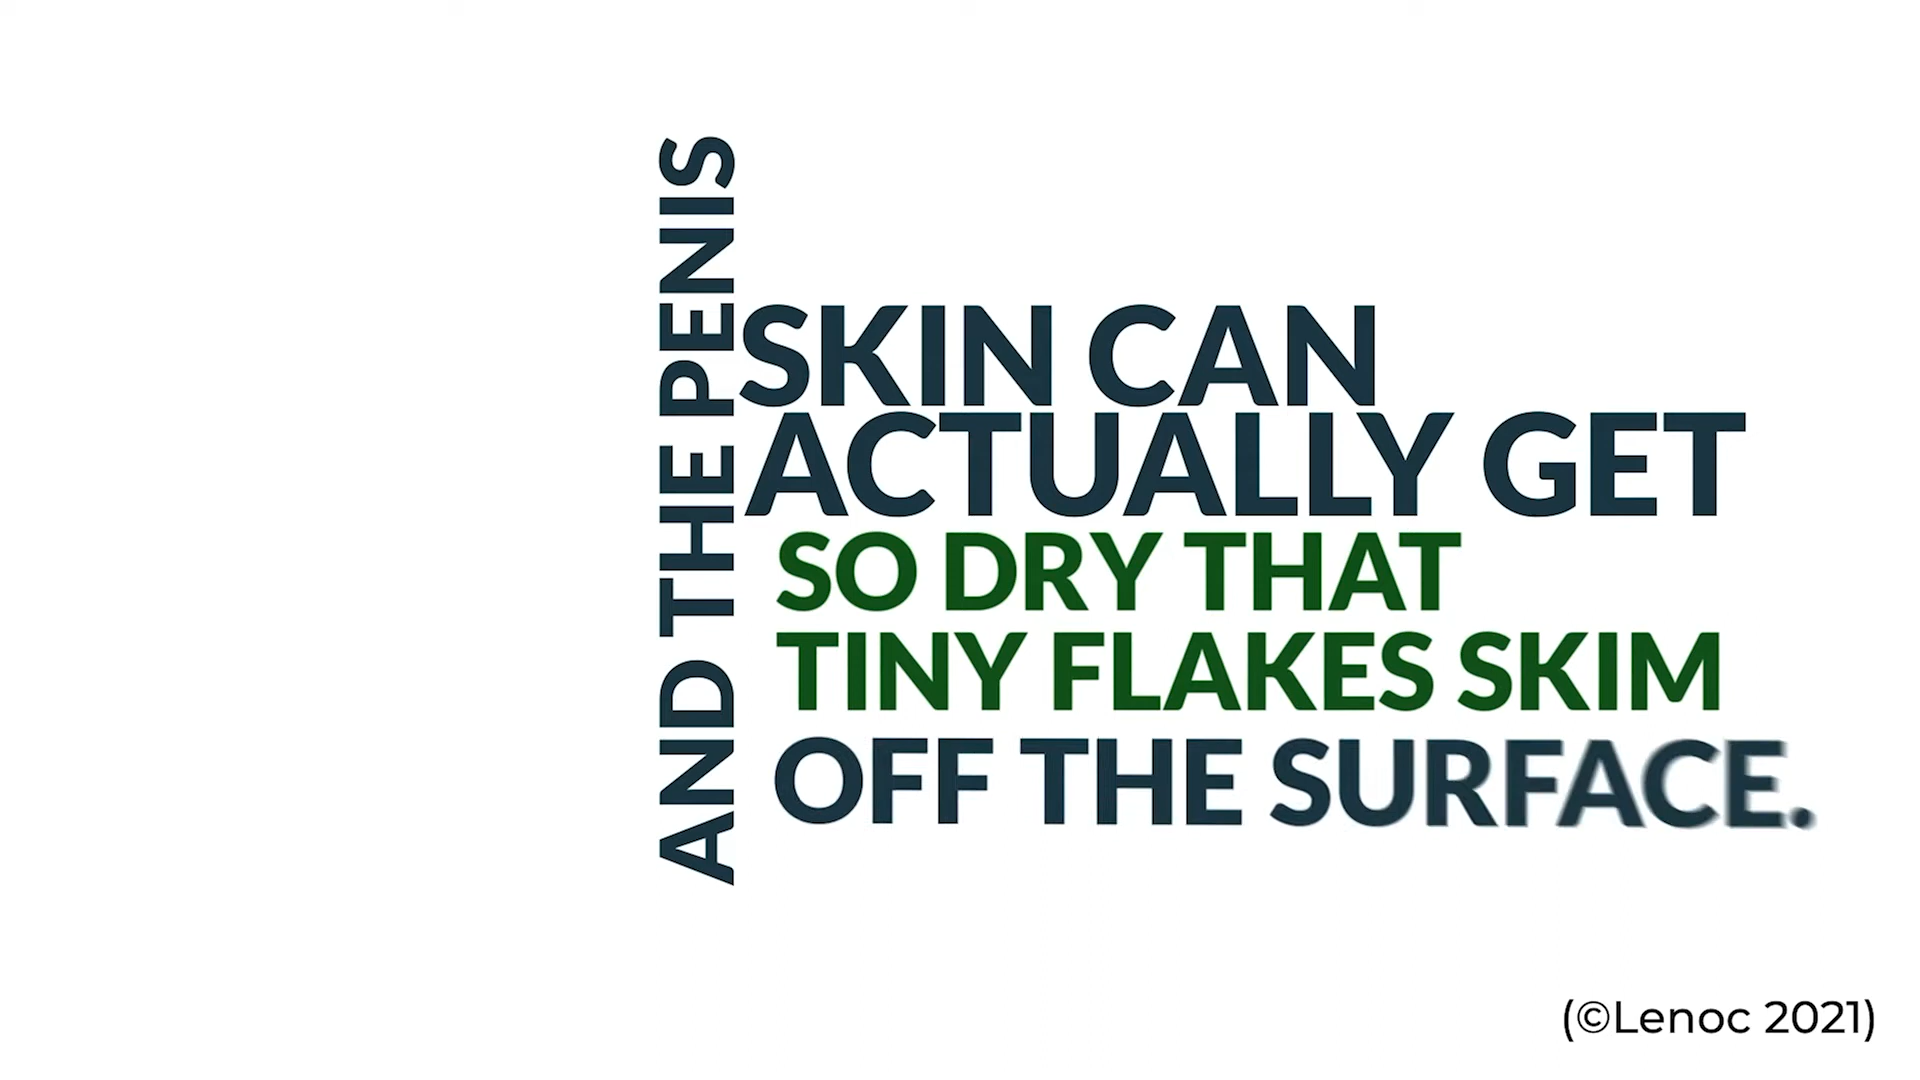 AND THE PENIS
SKIN CAN
ACTUALLY GET
SO DRY THAT
TINY FLAKES SKIM
OFF THE SURFACE.
(©Lenoc 2021)